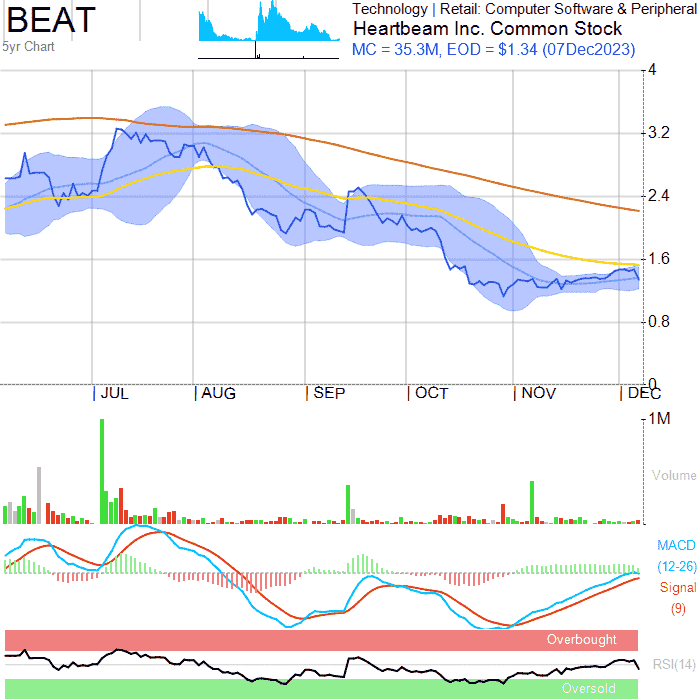 BEAT
5yr Chart
Technology | Retail: Computer Software & Peripheral
Heartbeam Inc. Common Stock
MC = 35.3M, EOD = $1.34 (07Dec2023)
4
3.2
2.4
1.6
0.8
0
JUL AUG SEP OCT NOV DEC
1M
Volume
MACD
(12-26)
Signal
(9)
Overbought
RSI(14)
Oversold